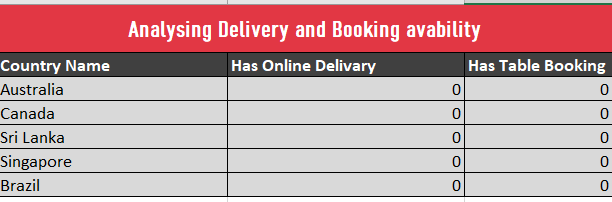 Analysing Delivery and Booking avability
Country Name Has Online Delivary Has Table Booking
Australia 0 0
Canada 0 0
Sri Lanka 0 0
Singapore 0 0
Brazil 0 0